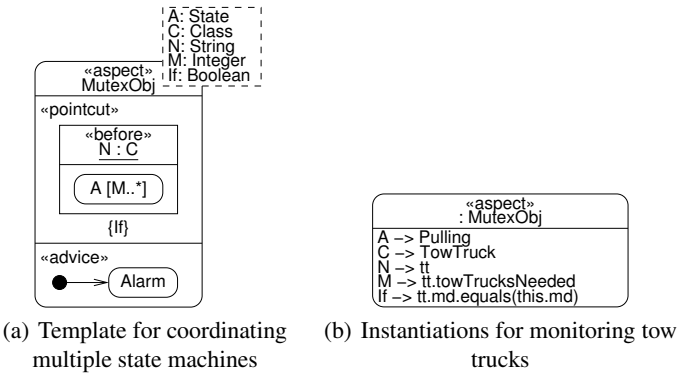 A: State
C: Class
N: String
M: Integer
If: Boolean
«aspect»
MutexObj
«pointcut»
«before»
N : C
A [M..*]
{If}
«advice»
Alarm
(a) Template for coordinating
multiple state machines
«aspect»
: MutexObj
A −> Pulling
C −> TowTruck
N −> tt
M −> tt.towTrucksNeeded
If −> tt.md.equals(this.md)
(b) Instantiations for monitoring tow
trucks